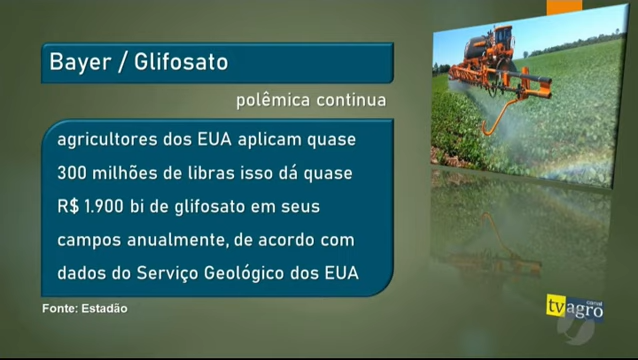 Bayer / Glifosato
polêmica continua
agricultores dos EUA aplicam quase
300 milhões de libras isso dá quase
R$ 1.900 bi de glifosato em seus
campos anualmente, de acordo com
dados do Serviço Geológico dos EUA
Fonte: Estadão
canal
tv agro